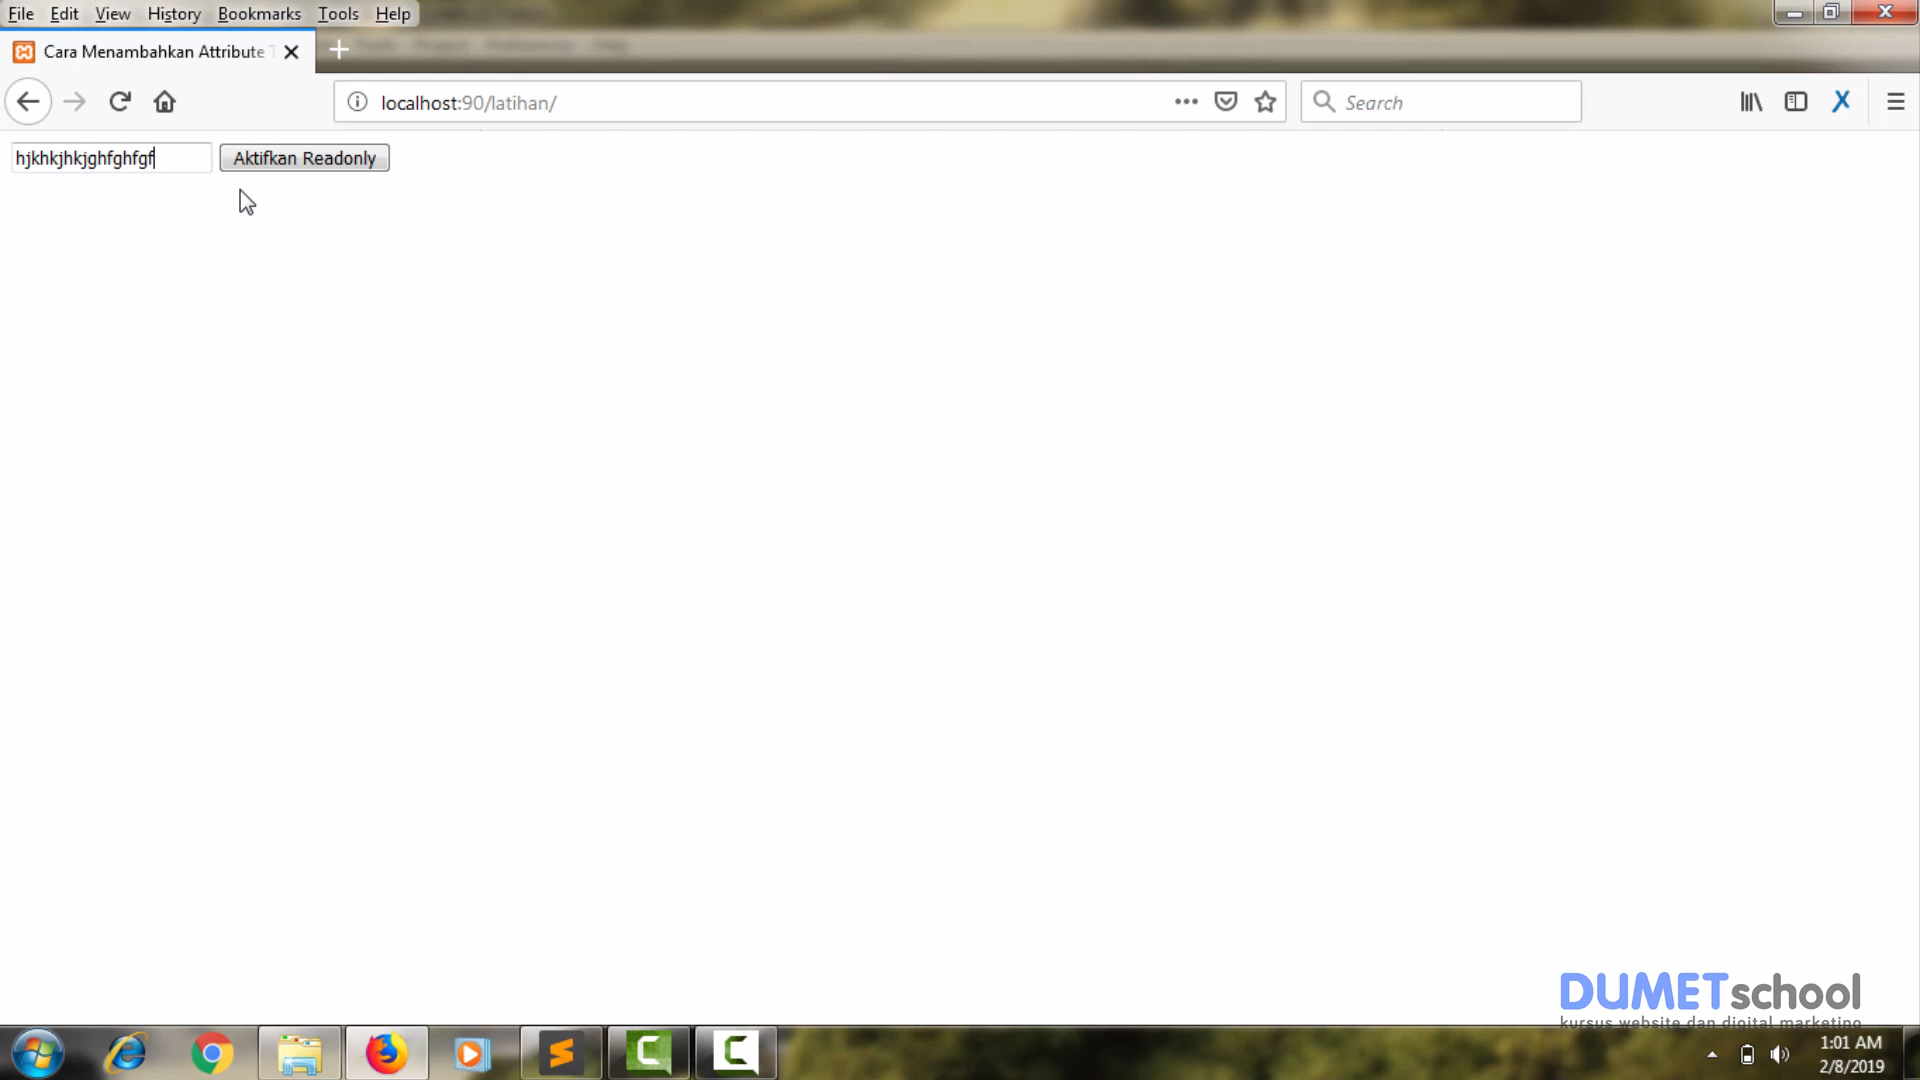 File Edit View History Bookmarks Tools Help
Cara Menambahkan Attribute
localhost:90/latihan/
Search
hjkhkjhkjghfghfgf
Aktifkan Readonly
DUMETschool
kursus website dan digital marketing
1:01 AM
2/8/2019